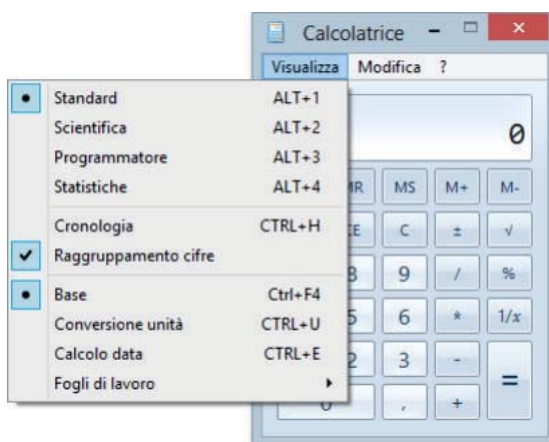 Calcolatrice
Visualizza Modifica ?
Standard ALT+1
Scientifica ALT+2
Programmatore ALT+3
Statistiche ALT+4
Cronologia CTRL+H
Raggruppamento cifre
Base Ctrl+F4
Conversione unità CTRL+U
Calcolo data CTRL+E
Fogli di lavoro
0
MS M+ M-
C ± √
9 / %
6 * 1/x
3 - =
, +